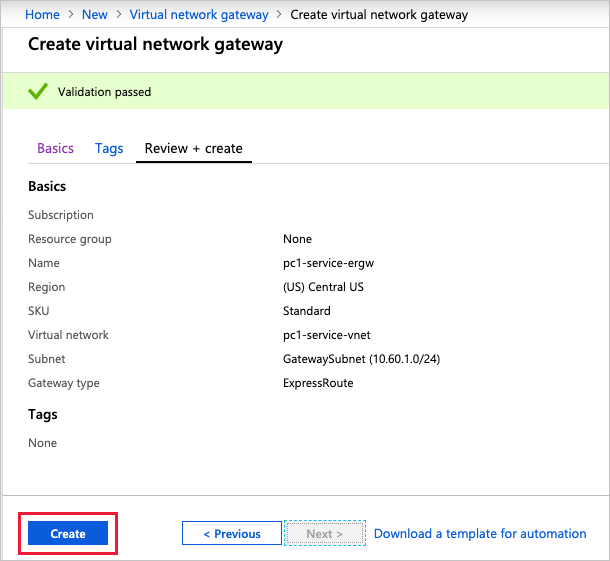 Home > New > Virtual network gateway > Create virtual network gateway
Create virtual network gateway
Validation passed
Basics Tags Review + create
Basics
Subscription
Resource group None
Name pc1-service-ergw
Region (US) Central US
SKU Standard
Virtual network pc1-service-vnet
Subnet GatewaySubnet (10.60.1.0/24)
Gateway type ExpressRoute
Tags
None
Create < Previous Next > Download a template for automation